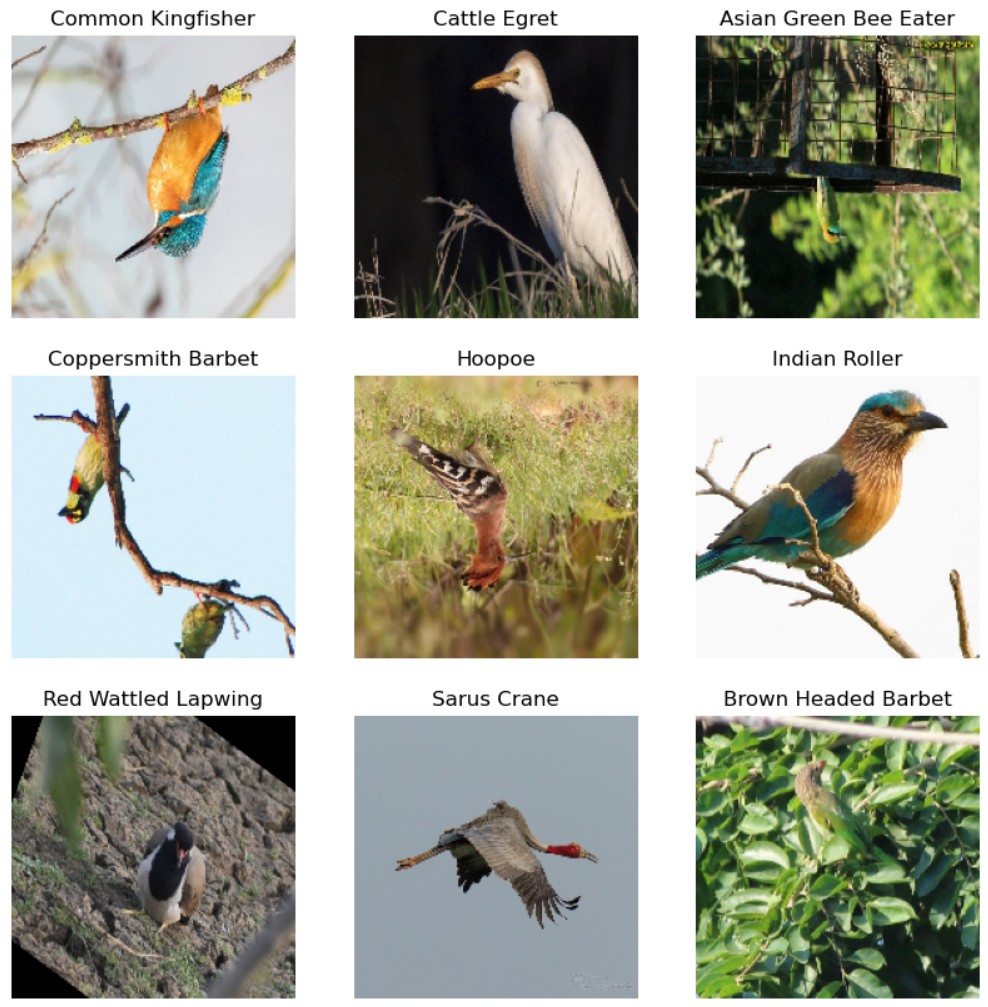 Common Kingfisher
Cattle Egret
Asian Green Bee Eater
Coppersmith Barbet
Hoopoe
Indian Roller
Red Wattled Lapwing
Sarus Crane
Brown Headed Barbet